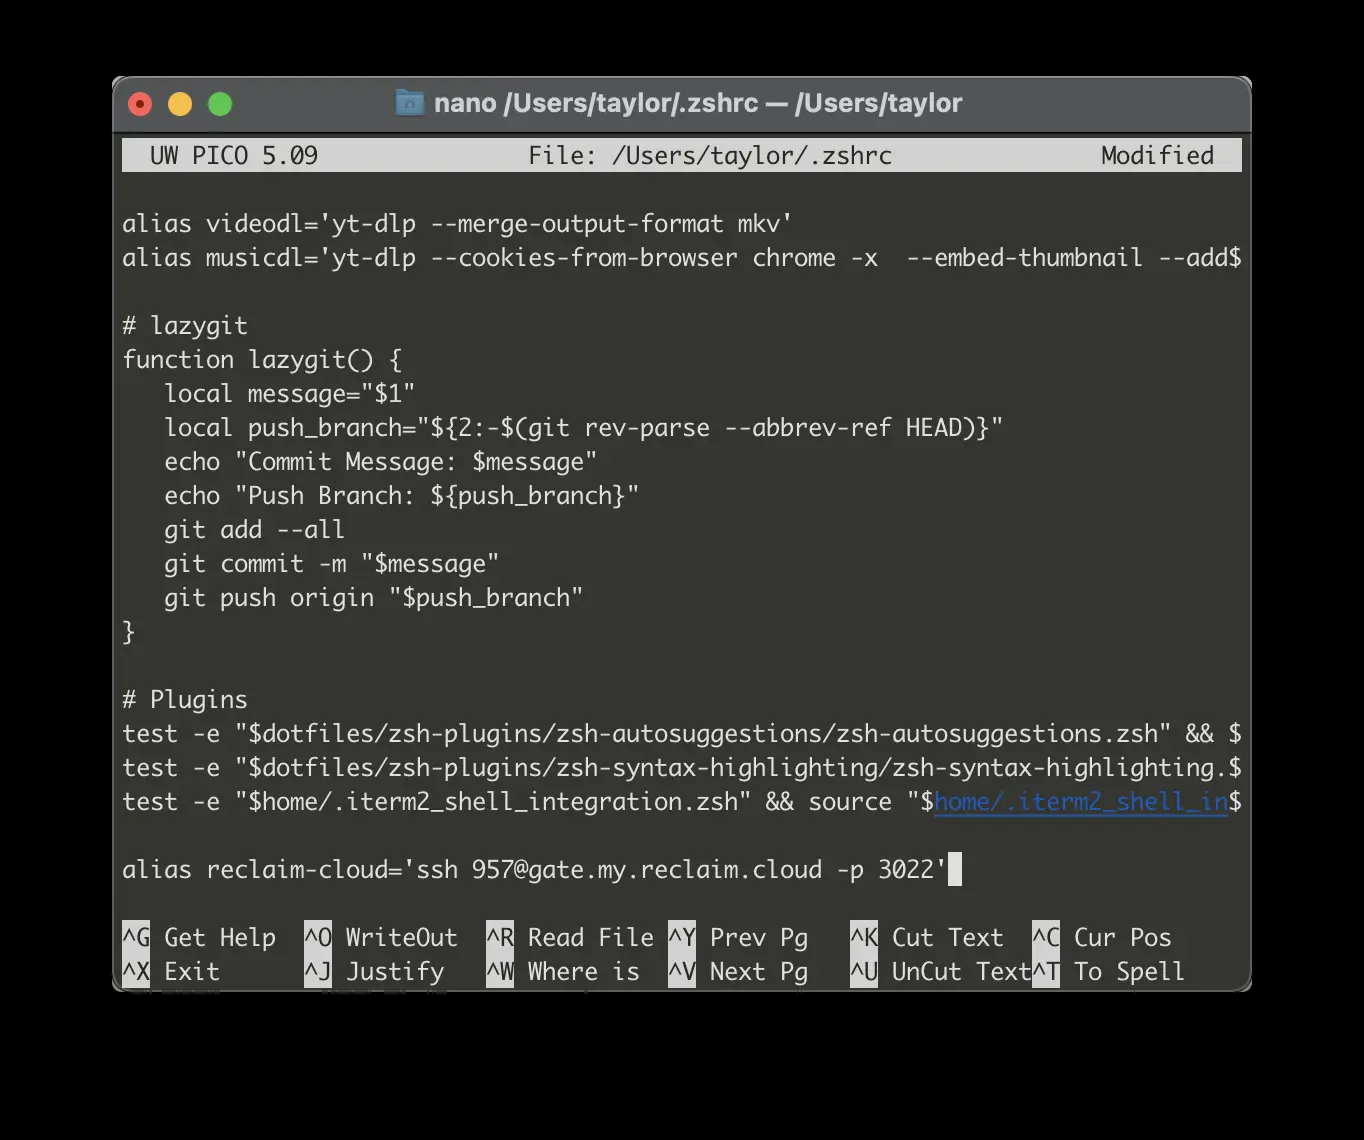 nano /Users/taylor/.zshrc — /Users/taylor
UW PICO 5.09 File: /Users/taylor/.zshrc Modified
alias videodl='yt-dlp --merge-output-format mkv'
alias musicdl='yt-dlp --cookies-from-browser chrome -x  --embed-thumbnail --add$
# lazygit
function lazygit() {
   local message="$1"
   local push_branch="${2:-$(git rev-parse --abbrev-ref HEAD)}"
   echo "Commit Message: $message"
   echo "Push Branch: ${push_branch}"
   git add --all
   git commit -m "$message"
   git push origin "$push_branch"
}
# Plugins
test -e "$dotfiles/zsh-plugins/zsh-autosuggestions/zsh-autosuggestions.zsh" && $
test -e "$dotfiles/zsh-plugins/zsh-syntax-highlighting/zsh-syntax-highlighting.$
test -e "$home/.iterm2_shell_integration.zsh" && source "$home/.iterm2_shell_in$
alias reclaim-cloud='ssh 957@gate.my.reclaim.cloud -p 3022'
^G Get Help ^O WriteOut ^R Read File ^Y Prev Pg ^K Cut Text ^C Cur Pos
^X Exit ^J Justify ^W Where is ^V Next Pg ^U UnCut Text ^T To Spell